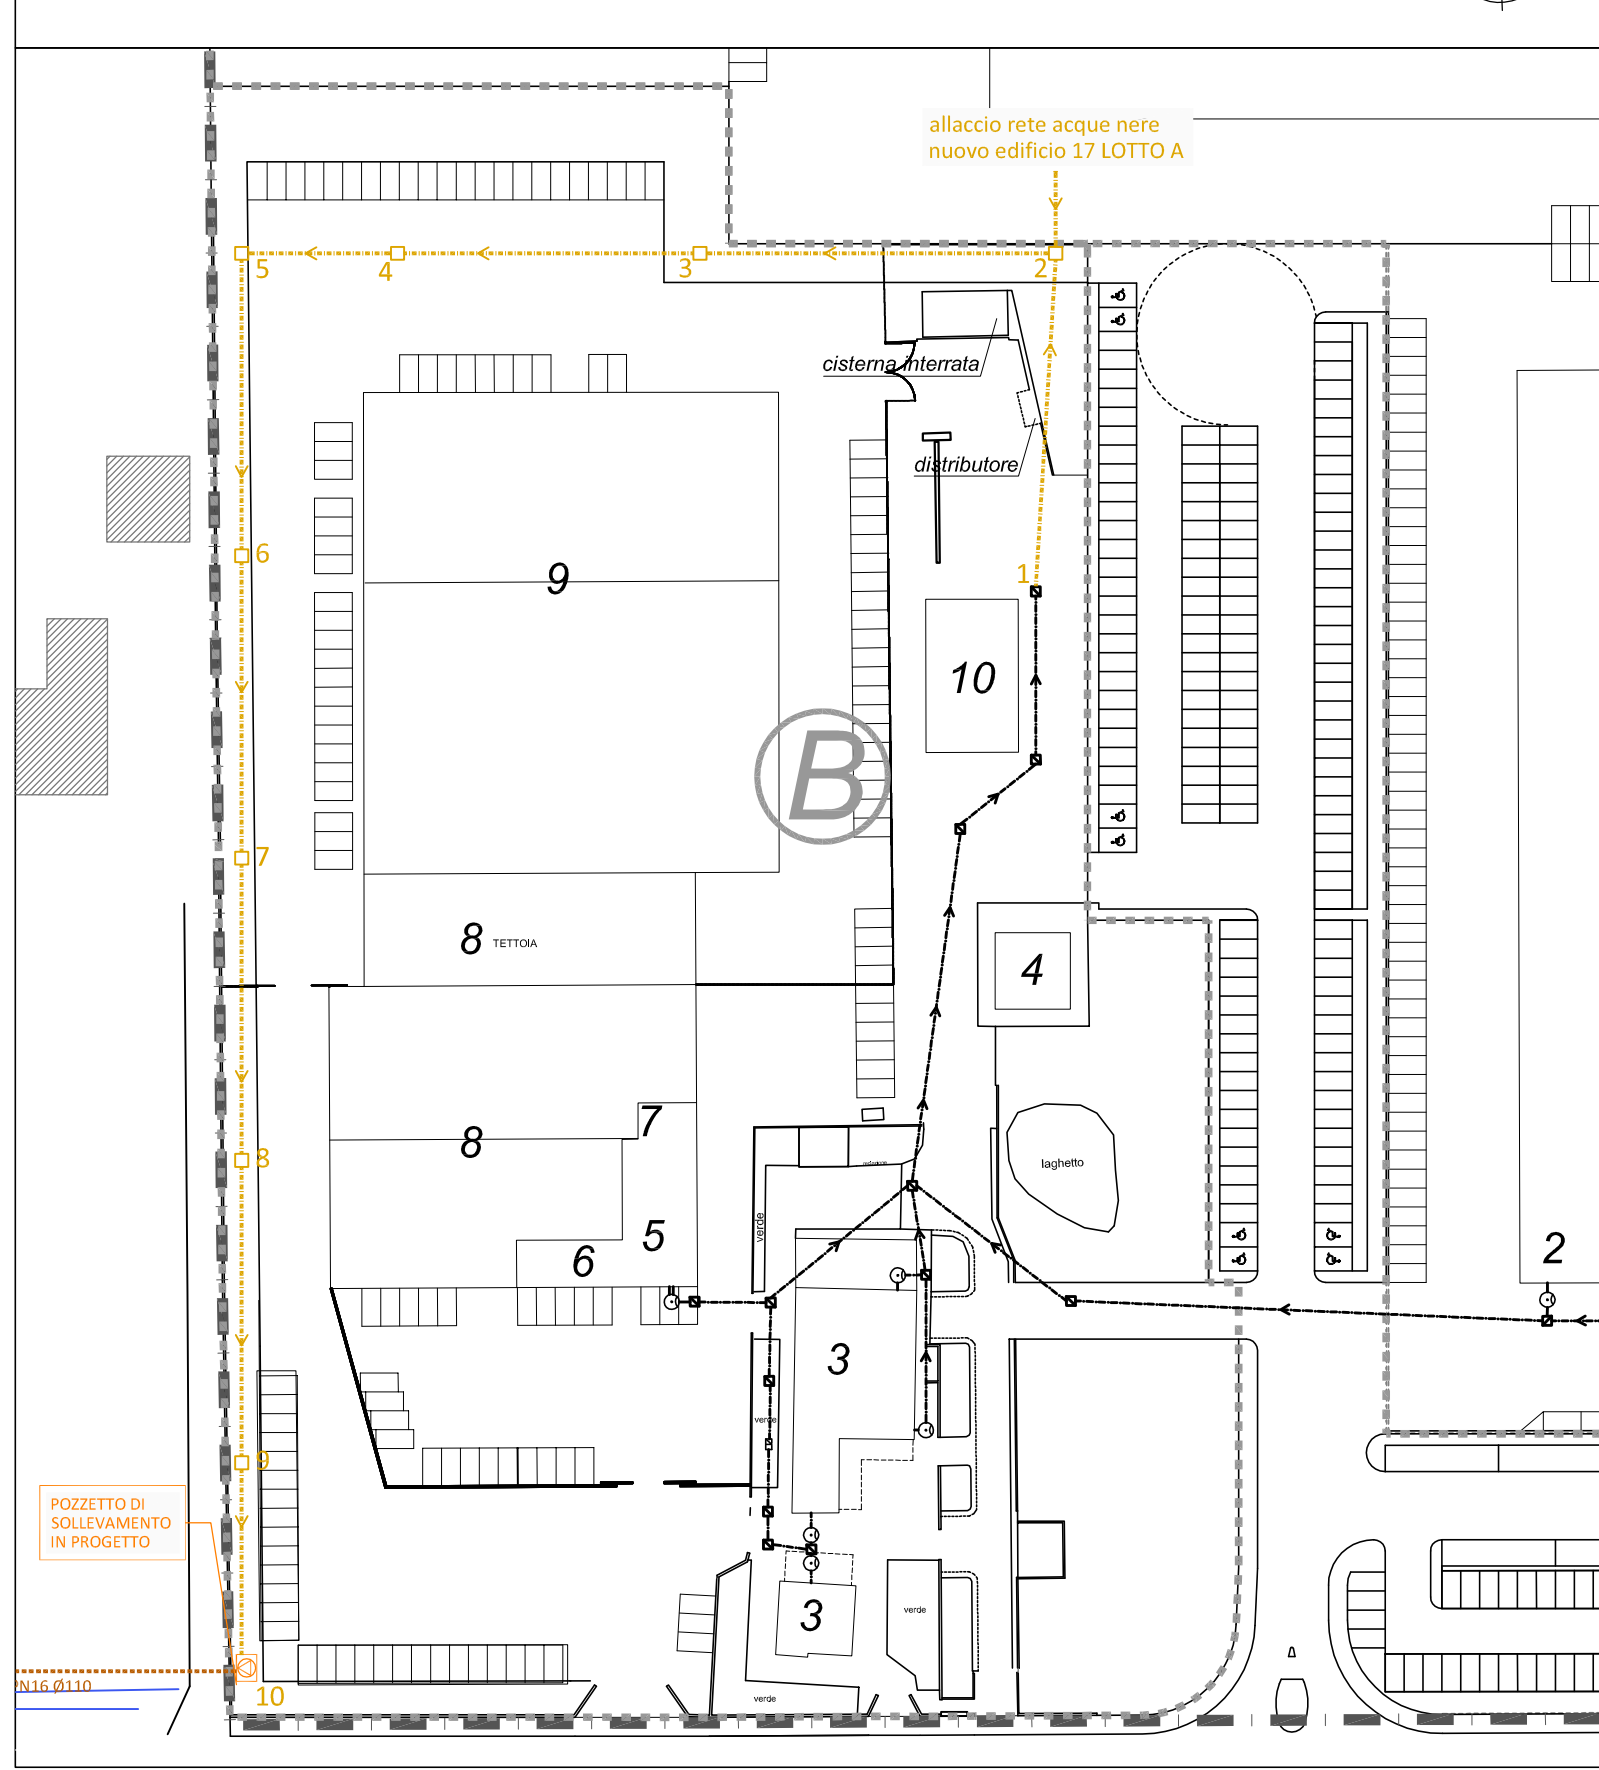 allaccio rete acque nere
nuovo edificio 17 LOTTO A
5
4
3
2
cisterna interrata
distributore
6
9
1
10
B
7
8 TETTOIA
4
7
8
8
laghetto
verde
5
6
2
3
verde
9
POZZETTO DI
SOLLEVAMENTO
IN PROGETTO
3
verde
PN16 Ø110
10
verde